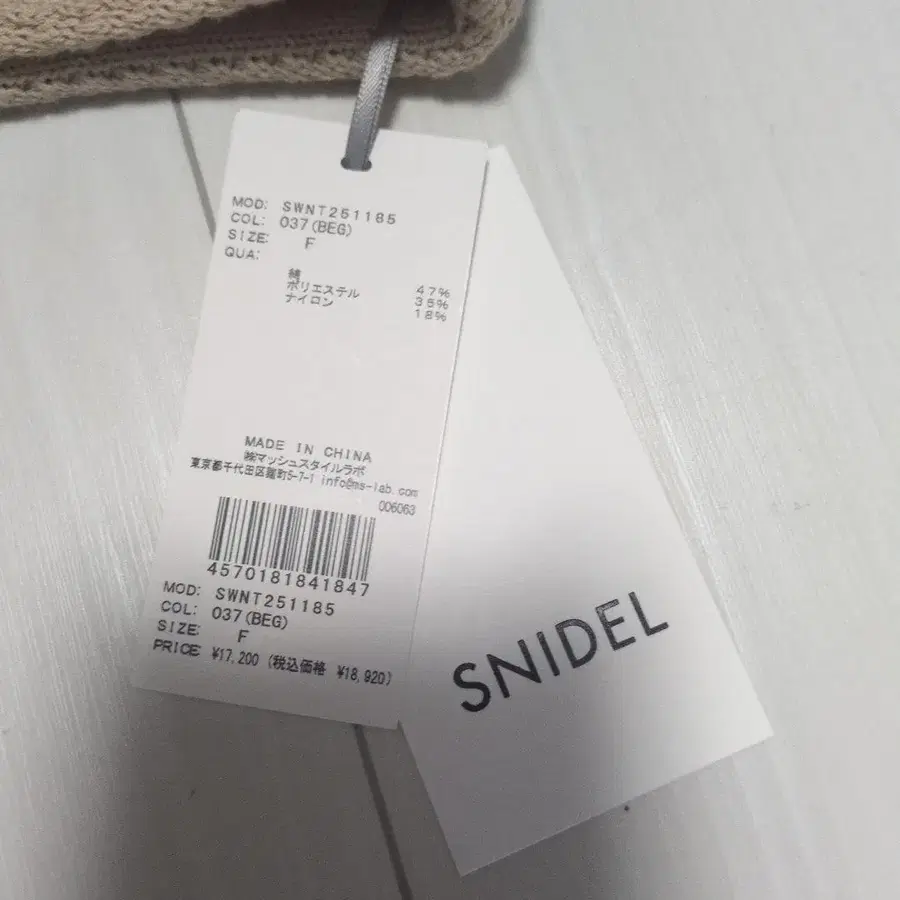 MOD: SWNT251185
COL: 037(BEG)
SIZE: F
QUA:
綿 47%
ポリエステル 35%
ナイロン 18%
MADE IN CHINA
㈱マッシュスタイルラボ
東京都千代田区麹町5-7-1 info@ms-lab.com
006063
4570181841847
MOD: SWNT251185
COL: 037(BEG)
SIZE: F
PRICE: ¥17,200 (税込価格 ¥18,920)
SNIDEL